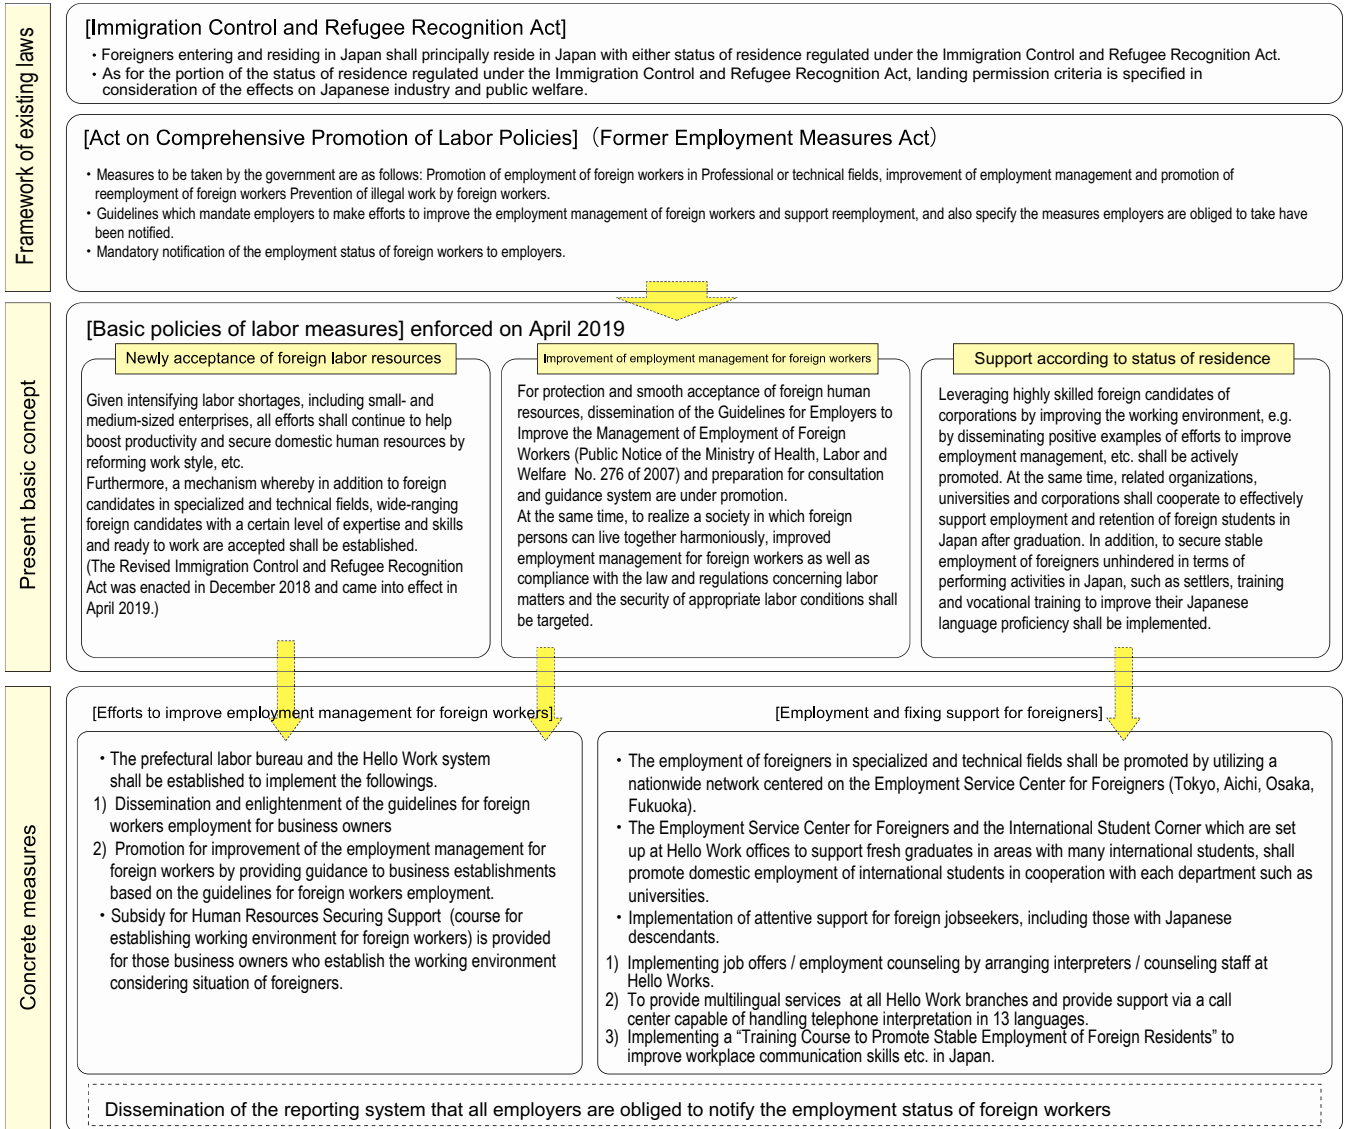 Framework of existing laws
[Immigration Control and Refugee Recognition Act]
・Foreigners entering and residing in Japan shall principally reside in Japan with either status of residence regulated under the Immigration Control and Refugee Recognition Act.
・As for the portion of the status of residence regulated under the Immigration Control and Refugee Recognition Act, landing permission criteria is specified in
consideration of the effects on Japanese industry and public welfare.
[Act on Comprehensive Promotion of Labor Policies]（Former Employment Measures Act）
・Measures to be taken by the government are as follows: Promotion of employment of foreign workers in Professional or technical fields, improvement of employment management and promotion of
reemployment of foreign workers Prevention of illegal work by foreign workers.
・Guidelines which mandate employers to make efforts to improve the employment management of foreign workers and support reemployment, and also specify the measures employers are obliged to take have
been notified.
・Mandatory notification of the employment status of foreign workers to employers.
Present basic concept
[Basic policies of labor measures] enforced on April 2019
Newly acceptance of foreign labor resources
Given intensifying labor shortages, including small- and
medium-sized enterprises, all efforts shall continue to help
boost productivity and secure domestic human resources by
reforming work style, etc.
Furthermore, a mechanism whereby in addition to foreign
candidates in specialized and technical fields, wide-ranging
foreign candidates with a certain level of expertise and skills
and ready to work are accepted shall be established.
(The Revised Immigration Control and Refugee Recognition
Act was enacted in December 2018 and came into effect in
April 2019.)
Improvement of employment management for foreign workers
For protection and smooth acceptance of foreign human
resources, dissemination of the Guidelines for Employers to
Improve the Management of Employment of Foreign
Workers (Public Notice of the Ministry of Health, Labor and
Welfare No. 276 of 2007) and preparation for consultation
and guidance system are under promotion.
At the same time, to realize a society in which foreign
persons can live together harmoniously, improved
employment management for foreign workers as well as
compliance with the law and regulations concerning labor
matters and the security of appropriate labor conditions shall
be targeted.
Support according to status of residence
Leveraging highly skilled foreign candidates of
corporations by improving the working environment, e.g.
by disseminating positive examples of efforts to improve
employment management, etc. shall be actively
promoted. At the same time, related organizations,
universities and corporations shall cooperate to effectively
support employment and retention of foreign students in
Japan after graduation. In addition, to secure stable
employment of foreigners unhindered in terms of
performing activities in Japan, such as settlers, training
and vocational training to improve their Japanese
language proficiency shall be implemented.
Concrete measures
[Efforts to improve employment management for foreign workers]
・The prefectural labor bureau and the Hello Work system
shall be established to implement the followings.
1) Dissemination and enlightenment of the guidelines for foreign
workers employment for business owners
2) Promotion for improvement of the employment management for
foreign workers by providing guidance to business establishments
based on the guidelines for foreign workers employment.
・Subsidy for Human Resources Securing Support (course for
establishing working environment for foreign workers) is provided
for those business owners who establish the working environment
considering situation of foreigners.
[Employment and fixing support for foreigners]
・The employment of foreigners in specialized and technical fields shall be promoted by utilizing a
nationwide network centered on the Employment Service Center for Foreigners (Tokyo, Aichi, Osaka,
Fukuoka).
・The Employment Service Center for Foreigners and the International Student Corner which are set
up at Hello Work offices to support fresh graduates in areas with many international students, shall
promote domestic employment of international students in cooperation with each department such as
universities.
・Implementation of attentive support for foreign jobseekers, including those with Japanese
descendants.
1) Implementing job offers / employment counseling by arranging interpreters / counseling staff at
Hello Works.
2) To provide multilingual services at all Hello Work branches and provide support via a call
center capable of handling telephone interpretation in 13 languages.
3) Implementing a “Training Course to Promote Stable Employment of Foreign Residents” to
improve workplace communication skills etc. in Japan.
Dissemination of the reporting system that all employers are obliged to notify the employment status of foreign workers